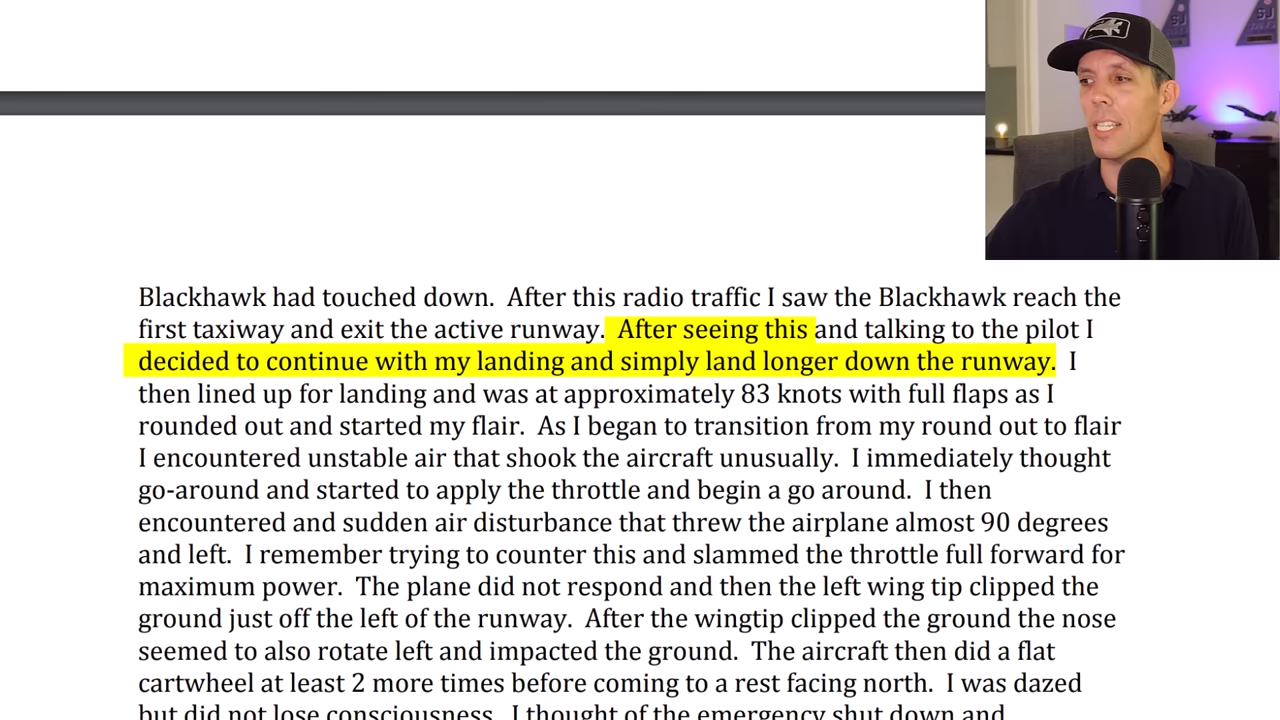 SJ
SJ
Blackhawk had touched down.  After this radio traffic I saw the Blackhawk reach the
first taxiway and exit the active runway.  After seeing this and talking to the pilot I
decided to continue with my landing and simply land longer down the runway.  I
then lined up for landing and was at approximately 83 knots with full flaps as I
rounded out and started my flair.  As I began to transition from my round out to flair
I encountered unstable air that shook the aircraft unusually.  I immediately thought
go-around and started to apply the throttle and begin a go around.  I then
encountered and sudden air disturbance that threw the airplane almost 90 degrees
and left.  I remember trying to counter this and slammed the throttle full forward for
maximum power.  The plane did not respond and then the left wing tip clipped the
ground just off the left of the runway.  After the wingtip clipped the ground the nose
seemed to also rotate left and impacted the ground.  The aircraft then did a flat
cartwheel at least 2 more times before coming to a rest facing north.  I was dazed
but did not lose consciousness.  I thought of the emergency shut down and